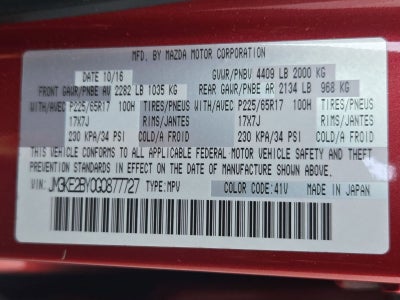 MFD. BY MAZDA MOTOR CORPORATION
DATE 10/16 GVWR/PNBV 4409 LB 2000 KG
FRONT GAWR/PNBE AV 2282 LB 1035 KG REAR GAWR/PNBE AR 2134 LB 968 KG
WITH/AVEC P225/65R17 100H TIRES/PNEUS WITH/AVEC P225/65R17 100H TIRES/PNEUS
17X7J RIMS/JANTES 17X7J RIMS/JANTES
230 KPA/34 PSI COLD/A FROID 230 KPA/34 PSI COLD/A FROID
THIS VEHICLE CONFORMS TO ALL APPLICABLE FEDERAL MOTOR VEHICLE SAFETY AND THEFT
PREVENTION STANDARDS IN EFFECT ON THE DATE OF MANUFACTURE SHOWN ABOVE.
VIN: JM3KE2BY0G0877727 TYPE: MPV COLOR CODE: 41V MADE IN JAPAN